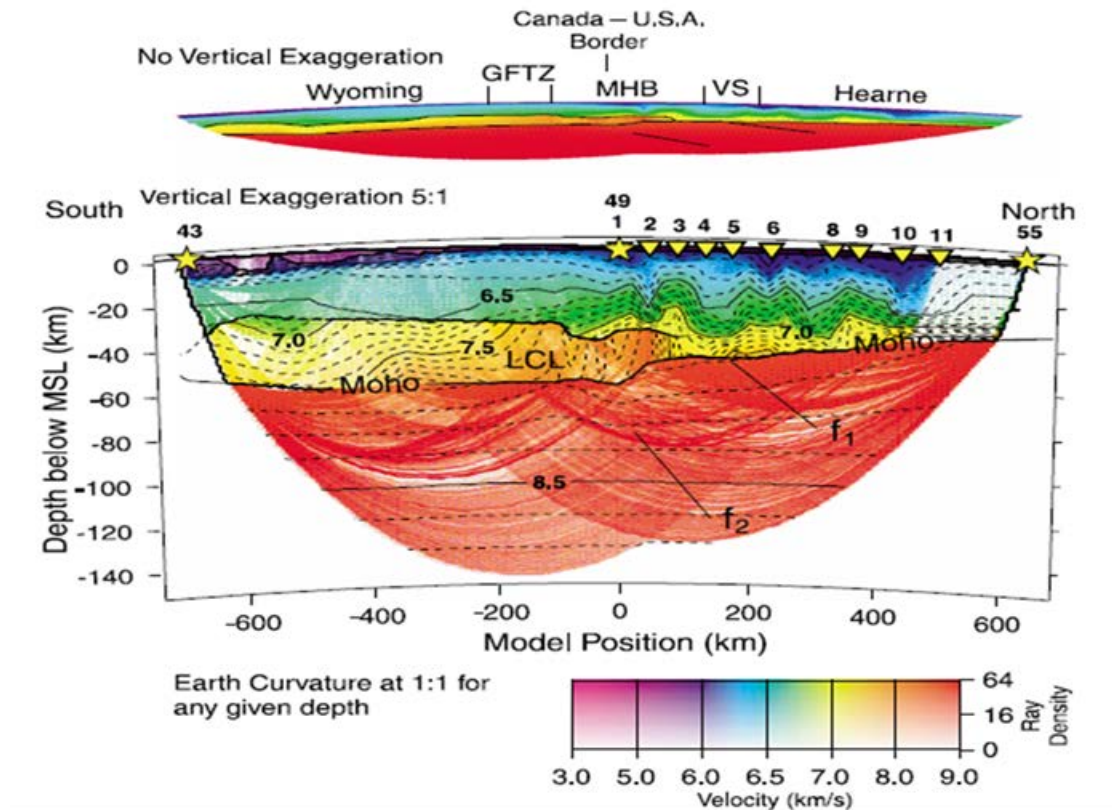 Canada – U.S.A.
Border
No Vertical Exaggeration
Wyoming GFTZ MHB VS Hearne
Vertical Exaggeration 5:1
South North
43 49 1 2 3 4 5 6 8 9 10 11 55
0
-20
-40
-60
-80
-100
-120
-140
Depth below MSL (km)
6.5
7.0
7.5
LCL
7.0
Moho
Moho
f1
8.5
f2
-600 -400 -200 0 200 400 600
Model Position (km)
Earth Curvature at 1:1 for
any given depth
64
16
0
Ray
Density
3.0 5.0 6.0 6.5 7.0 8.0 9.0
Velocity (km/s)